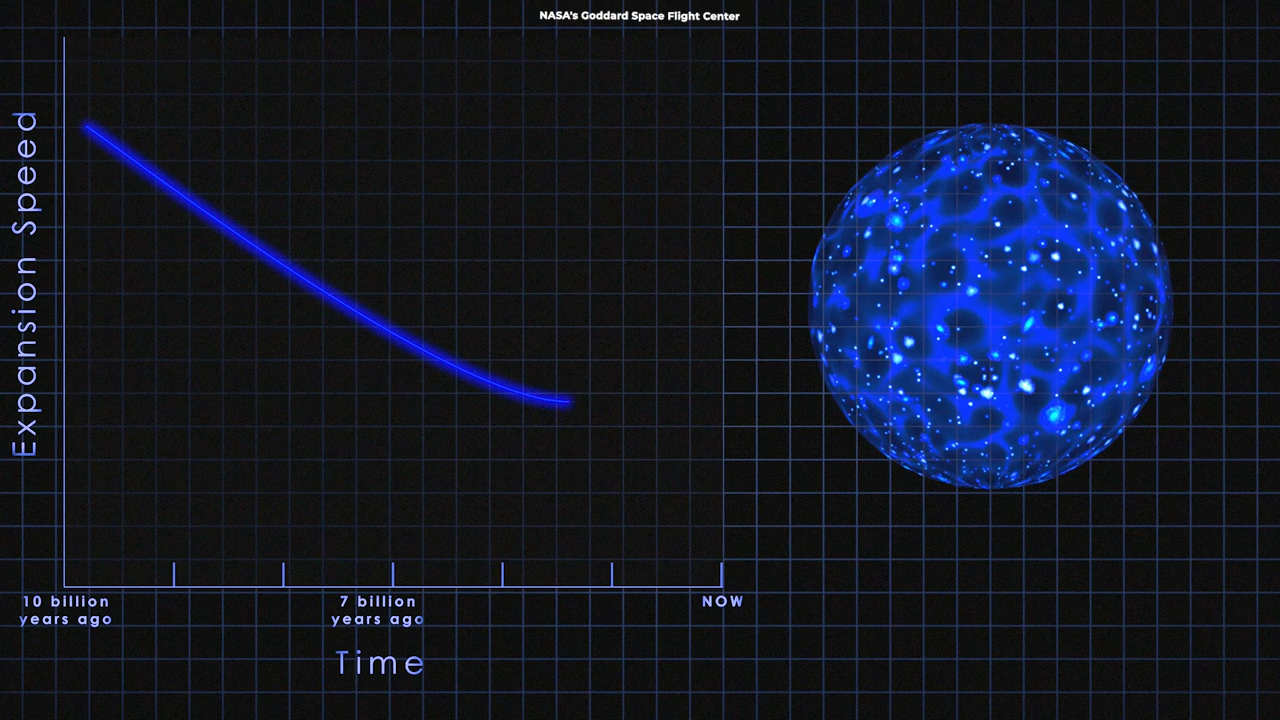 NASA's Goddard Space Flight Center
Expansion Speed
10 billion
years ago
7 billion
years ago
NOW
Time